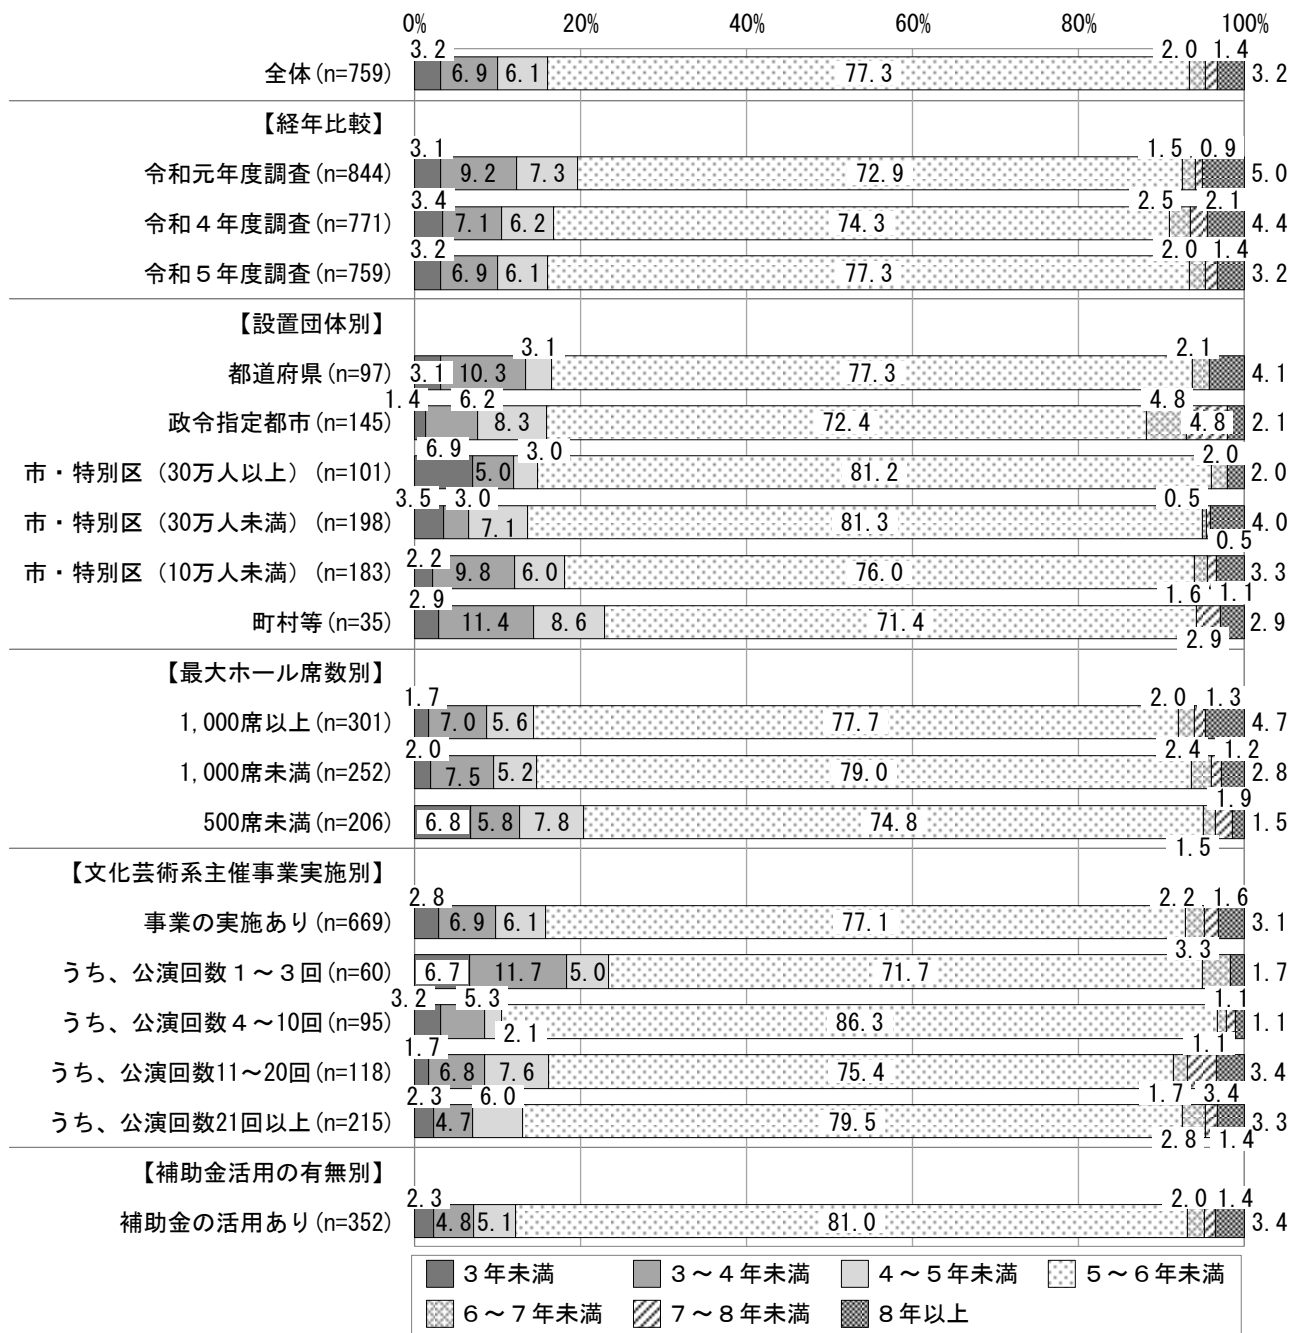 0% 20% 40% 60% 80% 100%
3.2 2.0 1.4
全体(n=759) 6.9 6.1 77.3 3.2
【経年比較】
3.1 1.5 0.9
令和元年度調査(n=844) 9.2 7.3 72.9 5.0
3.4 2.5 2.1
令和４年度調査(n=771) 7.1 6.2 74.3 4.4
3.2 2.0 1.4
令和５年度調査(n=759) 6.9 6.1 77.3 3.2
【設置団体別】
3.1 2.1
都道府県(n=97) 3.1 10.3 77.3 4.1
1.4 6.2 4.8
政令指定都市(n=145) 8.3 72.4 4.8 2.1
6.9 3.0 2.0
市・特別区（30万人以上）(n=101) 5.0 81.2 2.0
3.5 3.0 0.5
市・特別区（30万人未満）(n=198) 7.1 81.3 4.0
0.5
2.2
市・特別区（10万人未満）(n=183) 9.8 6.0 76.0 3.3
2.9 1.6 1.1
町村等(n=35) 11.4 8.6 71.4 2.9
2.9
【最大ホール席数別】
1.7 2.0 1.3
1,000席以上(n=301) 7.0 5.6 77.7 4.7
2.0 2.4 1.2
1,000席未満(n=252) 7.5 5.2 79.0 2.8
1.9
500席未満(n=206) 6.8 5.8 7.8 74.8 1.5
1.5
【文化芸術系主催事業実施別】
2.8 2.2 1.6
事業の実施あり(n=669) 6.9 6.1 77.1 3.1
3.3
うち、公演回数１～３回(n=60) 6.7 11.7 5.0 71.7 1.7
3.2 5.3 1.1
うち、公演回数４～10回(n=95) 2.1 86.3 1.1
1.7 1.1
うち、公演回数11～20回(n=118) 6.8 7.6 75.4 3.4
2.3 6.0 1.7 3.4
うち、公演回数21回以上(n=215) 4.7 79.5 3.3
2.8 1.4
【補助金活用の有無別】
2.3 2.0 1.4
補助金の活用あり(n=352) 4.8 5.1 81.0 3.4
３年未満 ３～４年未満 ４～５年未満 ５～６年未満
６～７年未満 ７～８年未満 ８年以上